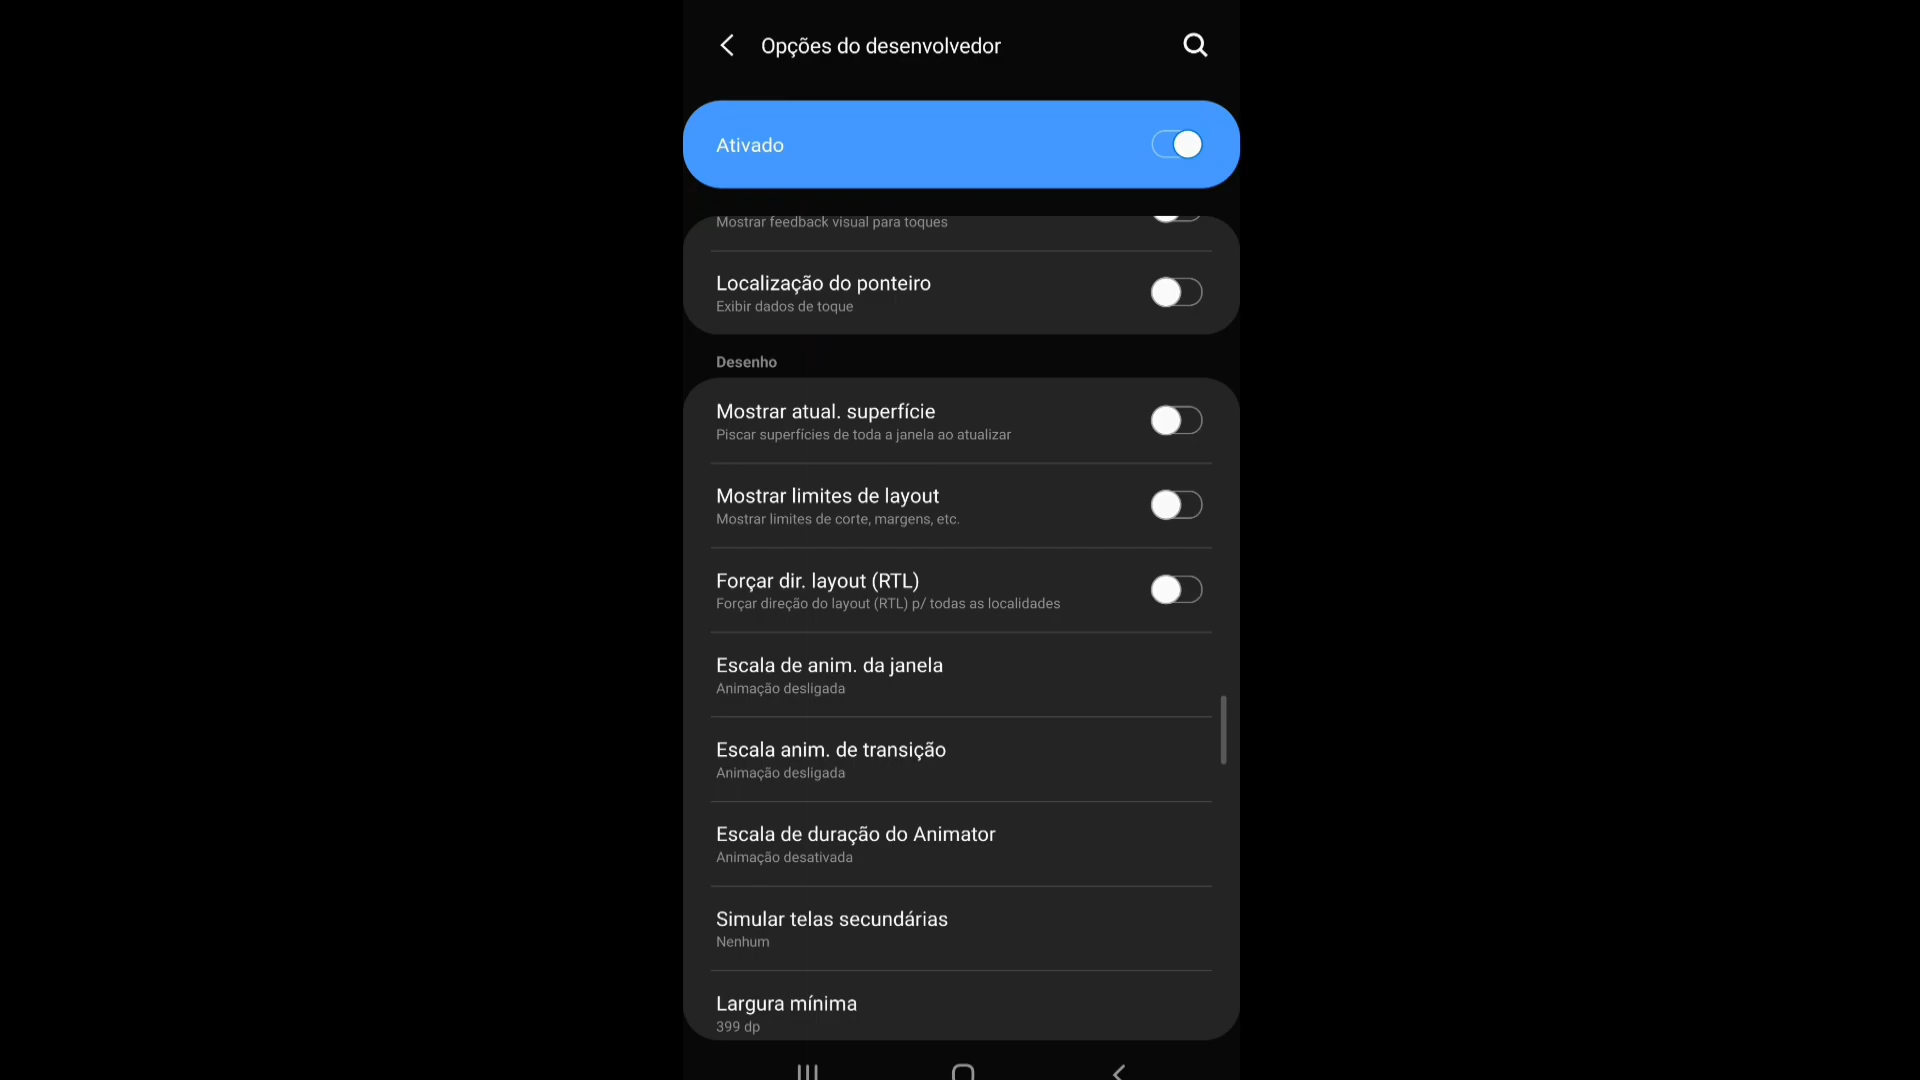 Opções do desenvolvedor
Ativado
Mostrar feedback visual para toques
Localização do ponteiro
Exibir dados de toque
Desenho
Mostrar atual. superfície
Piscar superfícies de toda a janela ao atualizar
Mostrar limites de layout
Mostrar limites de corte, margens, etc.
Forçar dir. layout (RTL)
Forçar direção do layout (RTL) p/ todas as localidades
Escala de anim. da janela
Animação desligada
Escala anim. de transição
Animação desligada
Escala de duração do Animator
Animação desativada
Simular telas secundárias
Nenhum
Largura mínima
399 dp